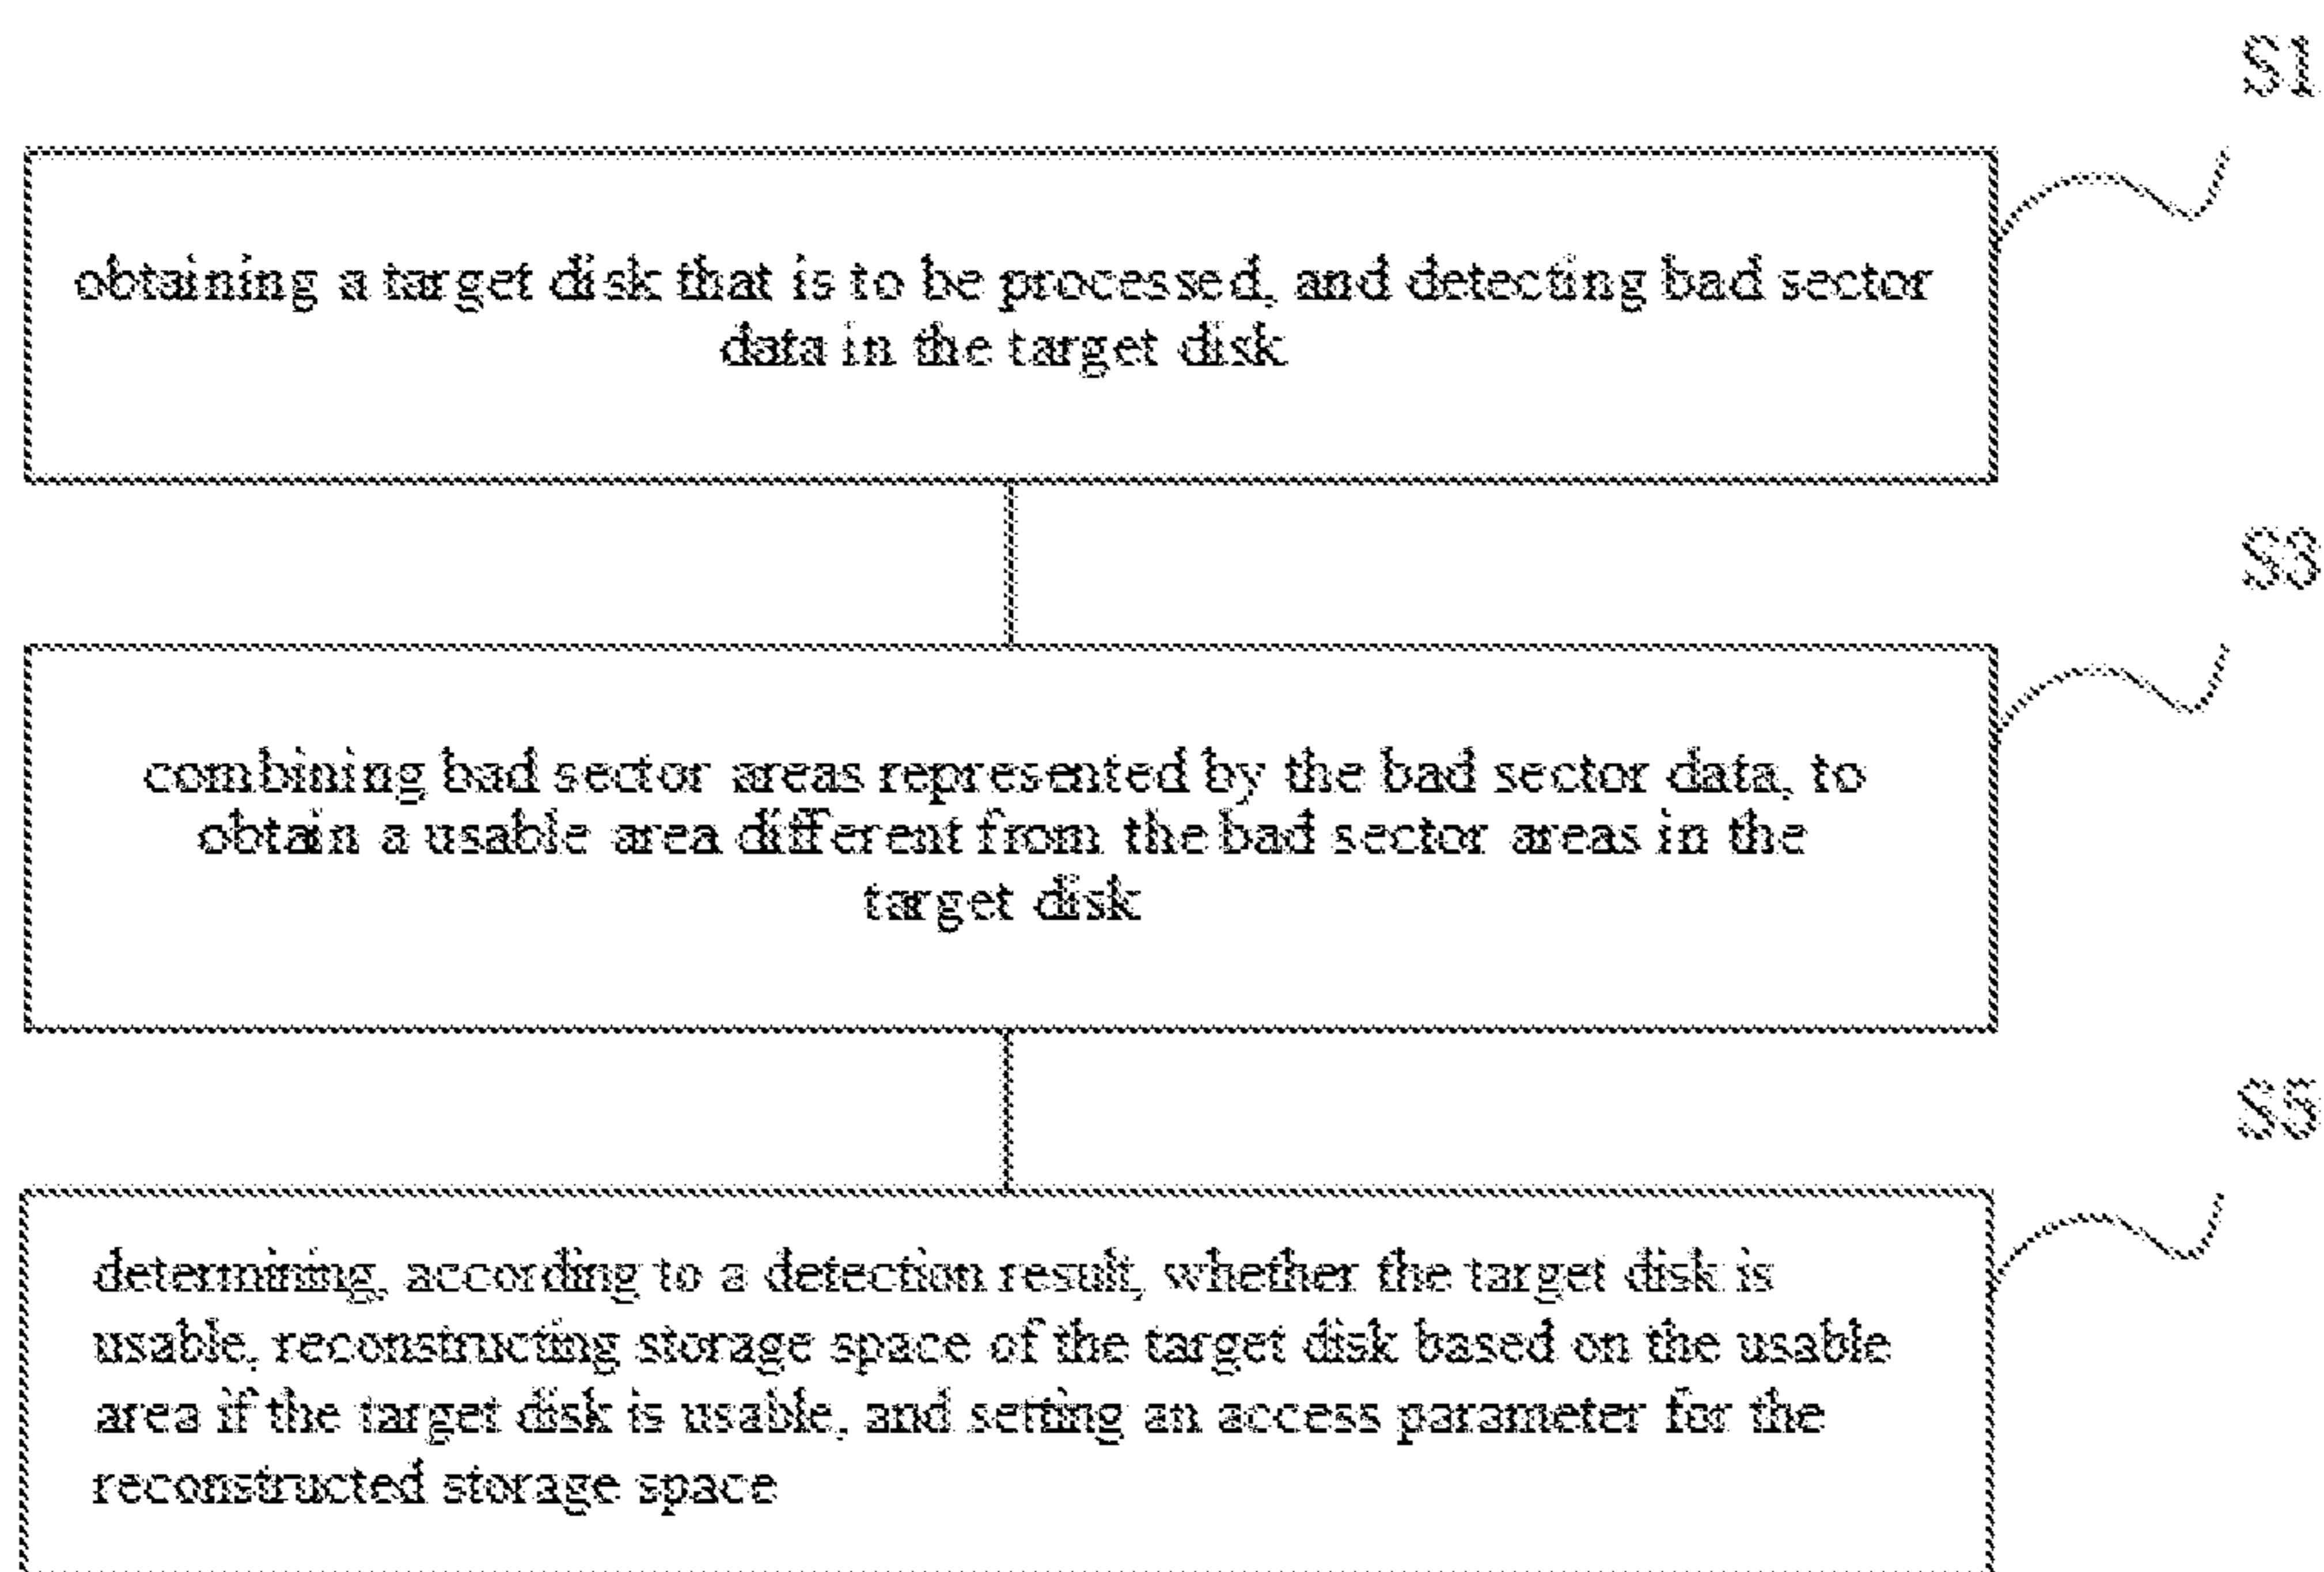 S1
obtaining a target disk that is to be processed, and detecting bad sector
data in the target disk
S3
combining bad sector areas represented by the bad sector data, to
obtain a usable area different from the bad sector areas in the
target disk
S5
determining, according to a detection result, whether the target disk is
usable, reconstructing storage space of the target disk based on the usable
area if the target disk is usable, and setting an access parameter for the
reconstructed storage space